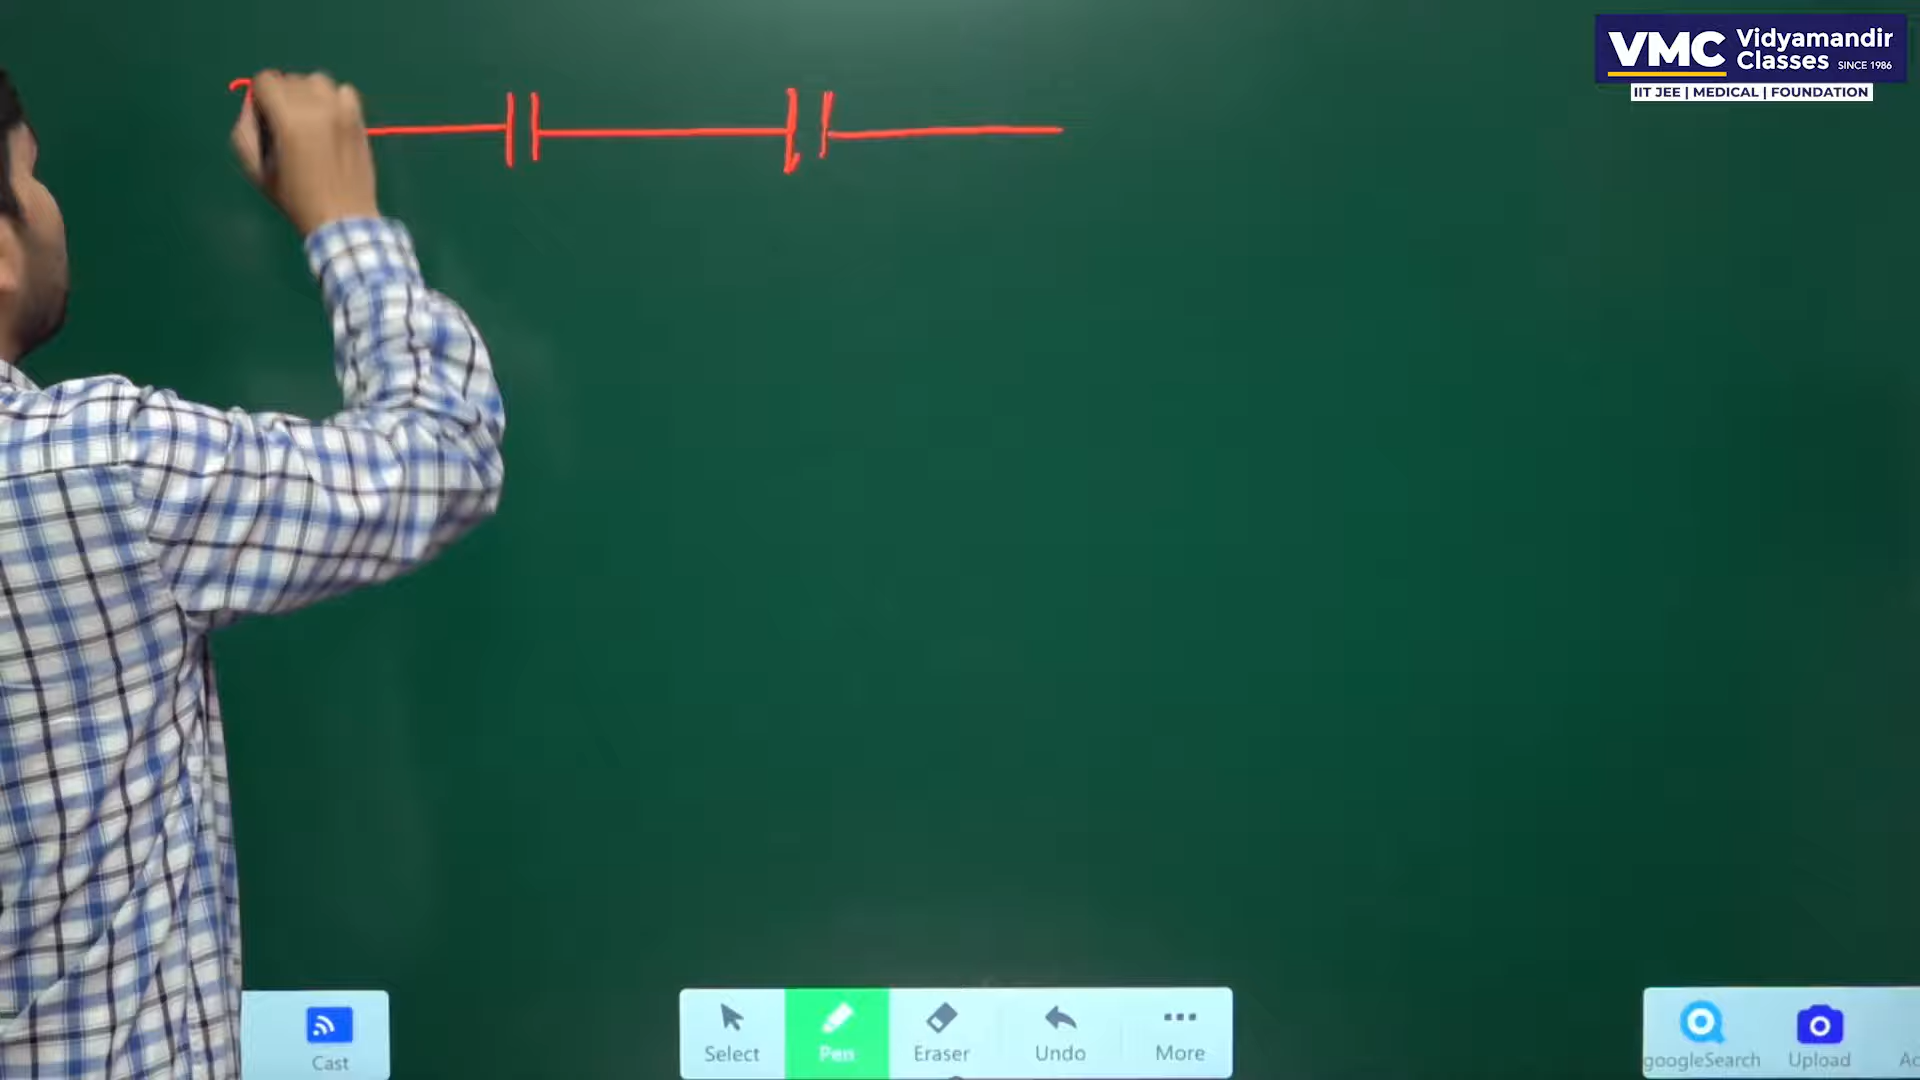 VMC Vidyamandir
Classes SINCE 1986
IIT JEE | MEDICAL | FOUNDATION
Cast
Select
Pen
Eraser
Undo
More
googleSearch
Upload